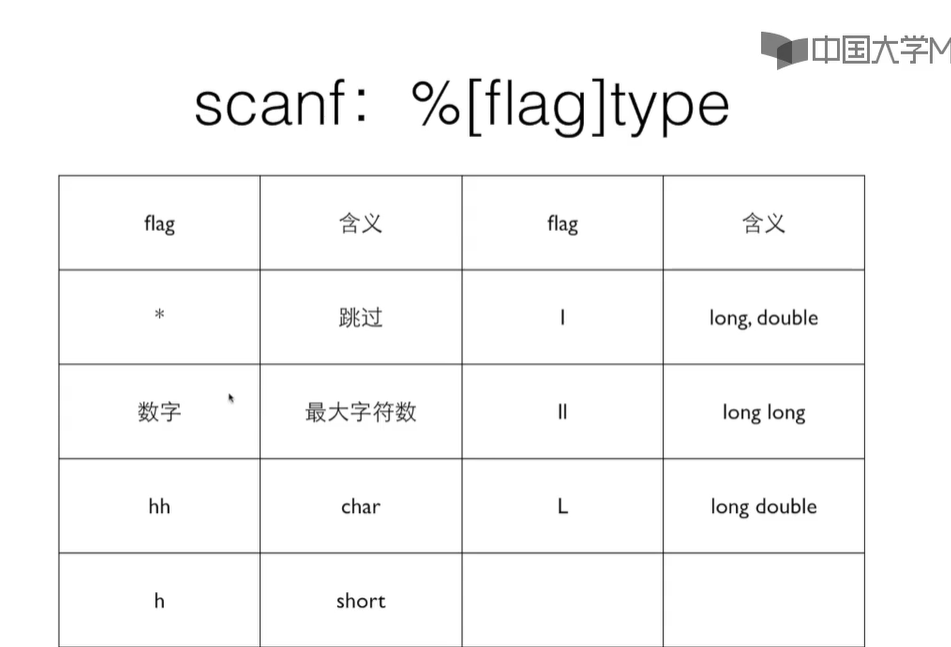 中国大学M
scanf：%[flag]type
flag 含义 flag 含义
* 跳过 l long, double
数字 最大字符数 ll long long
hh char L long double
h short